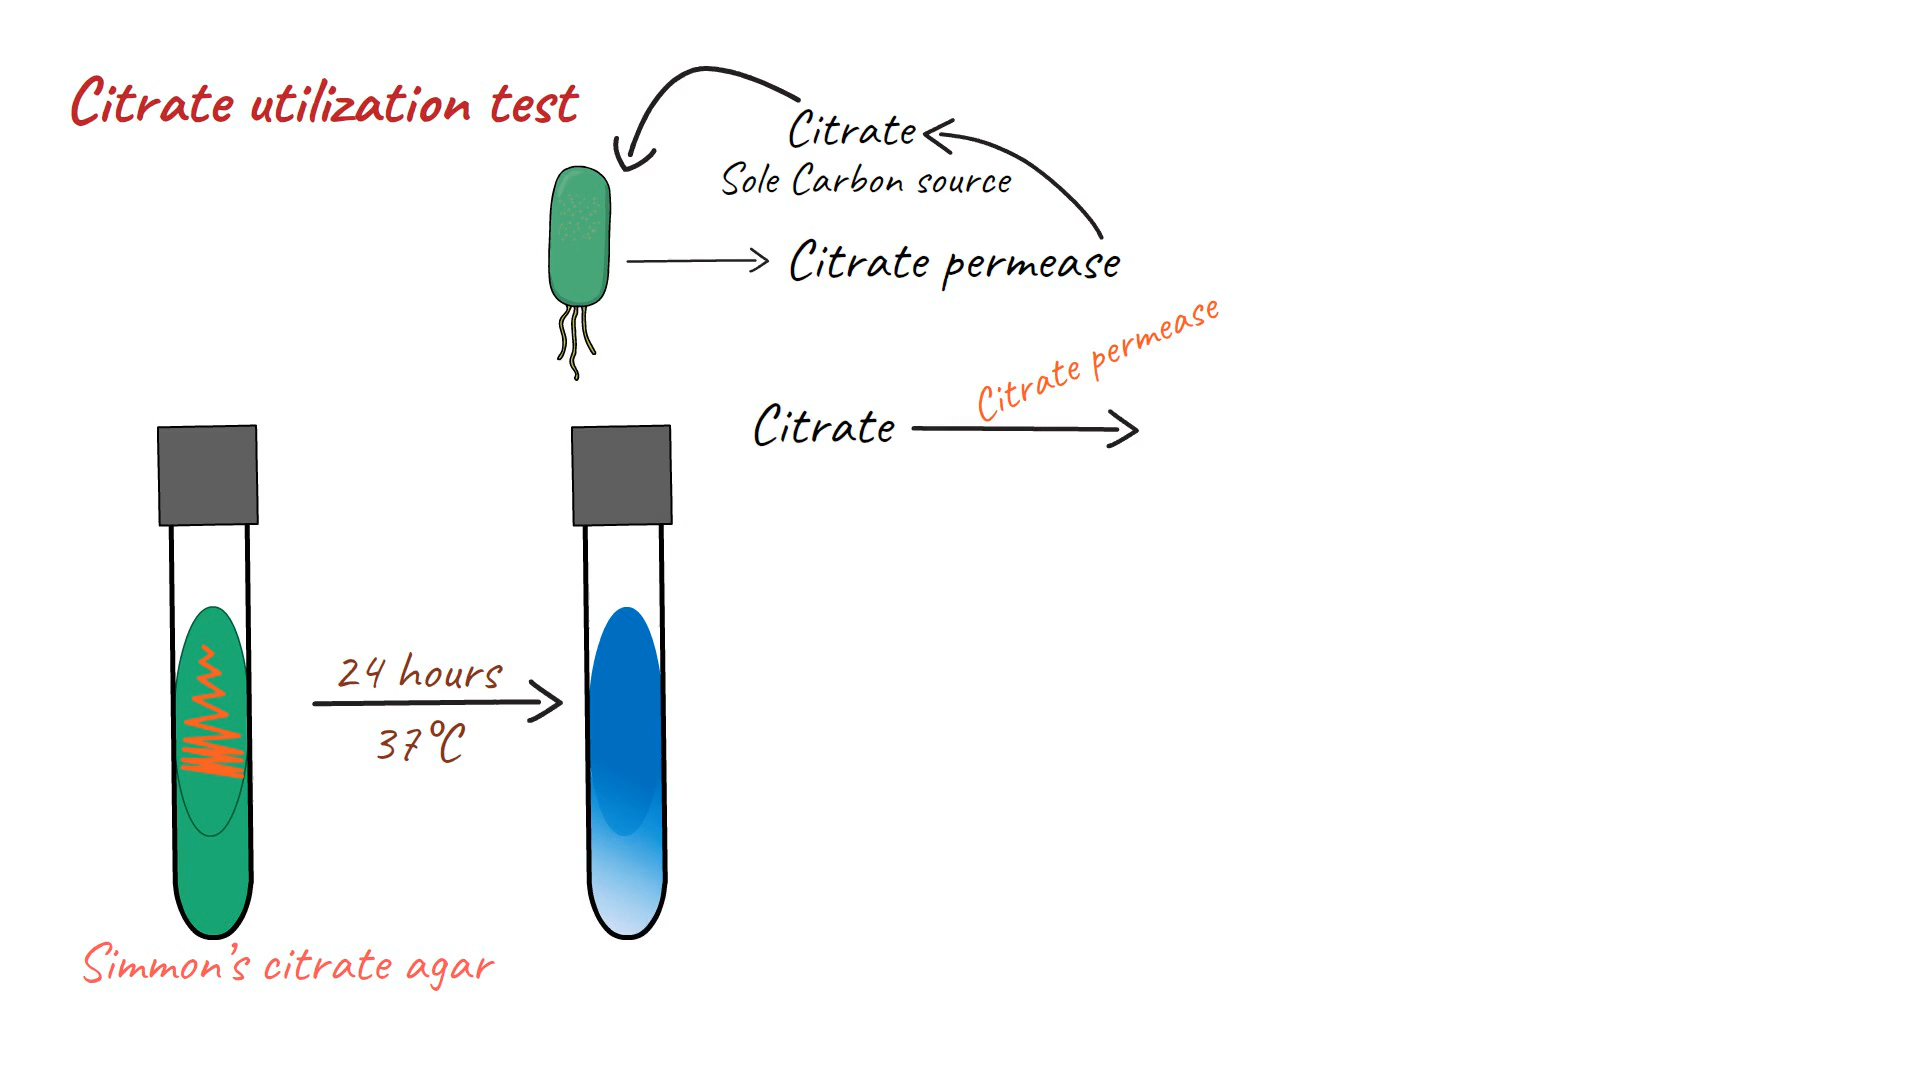 Citrate utilization test
Citrate
Sole Carbon source
Citrate permease
Citrate permease
Citrate
24 hours
37°C
Simmon's citrate agar